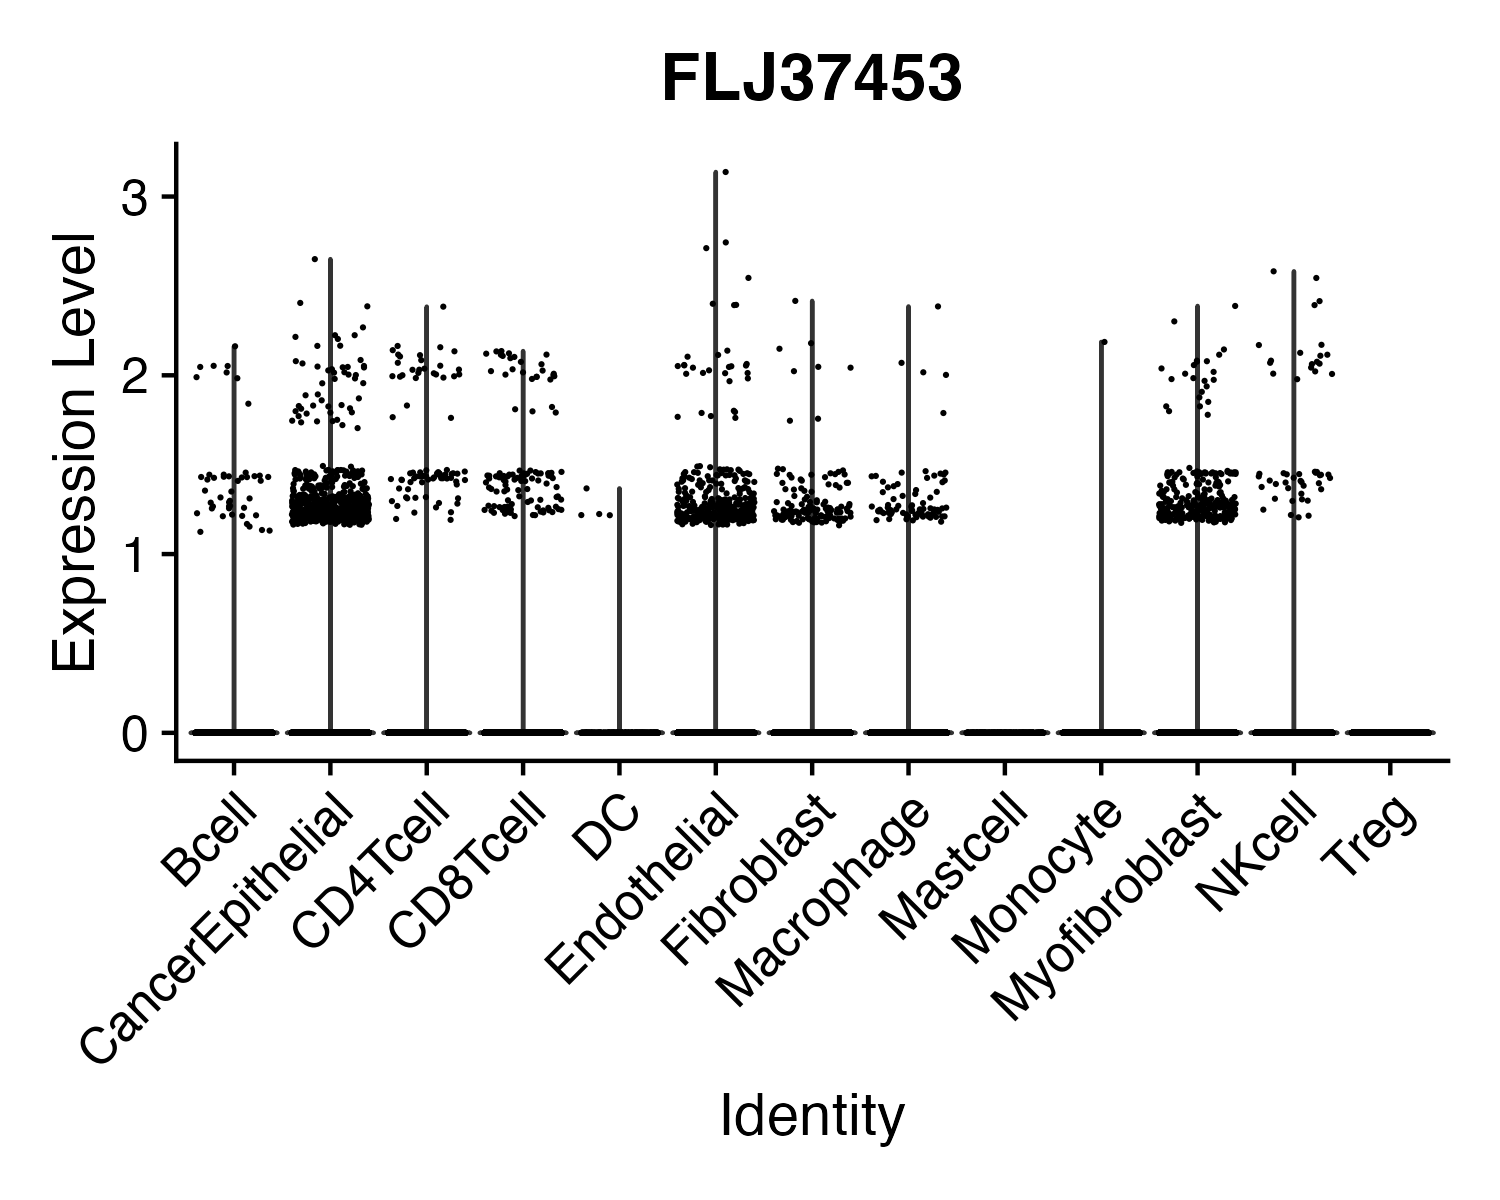 FLJ37453
Expression Level
3
2
1
0
Bcell
CancerEpithelial
CD4Tcell
CD8Tcell
DC
Endothelial
Fibroblast
Macrophage
Mastcell
Monocyte
Myofibroblast
NKcell
Treg
Identity